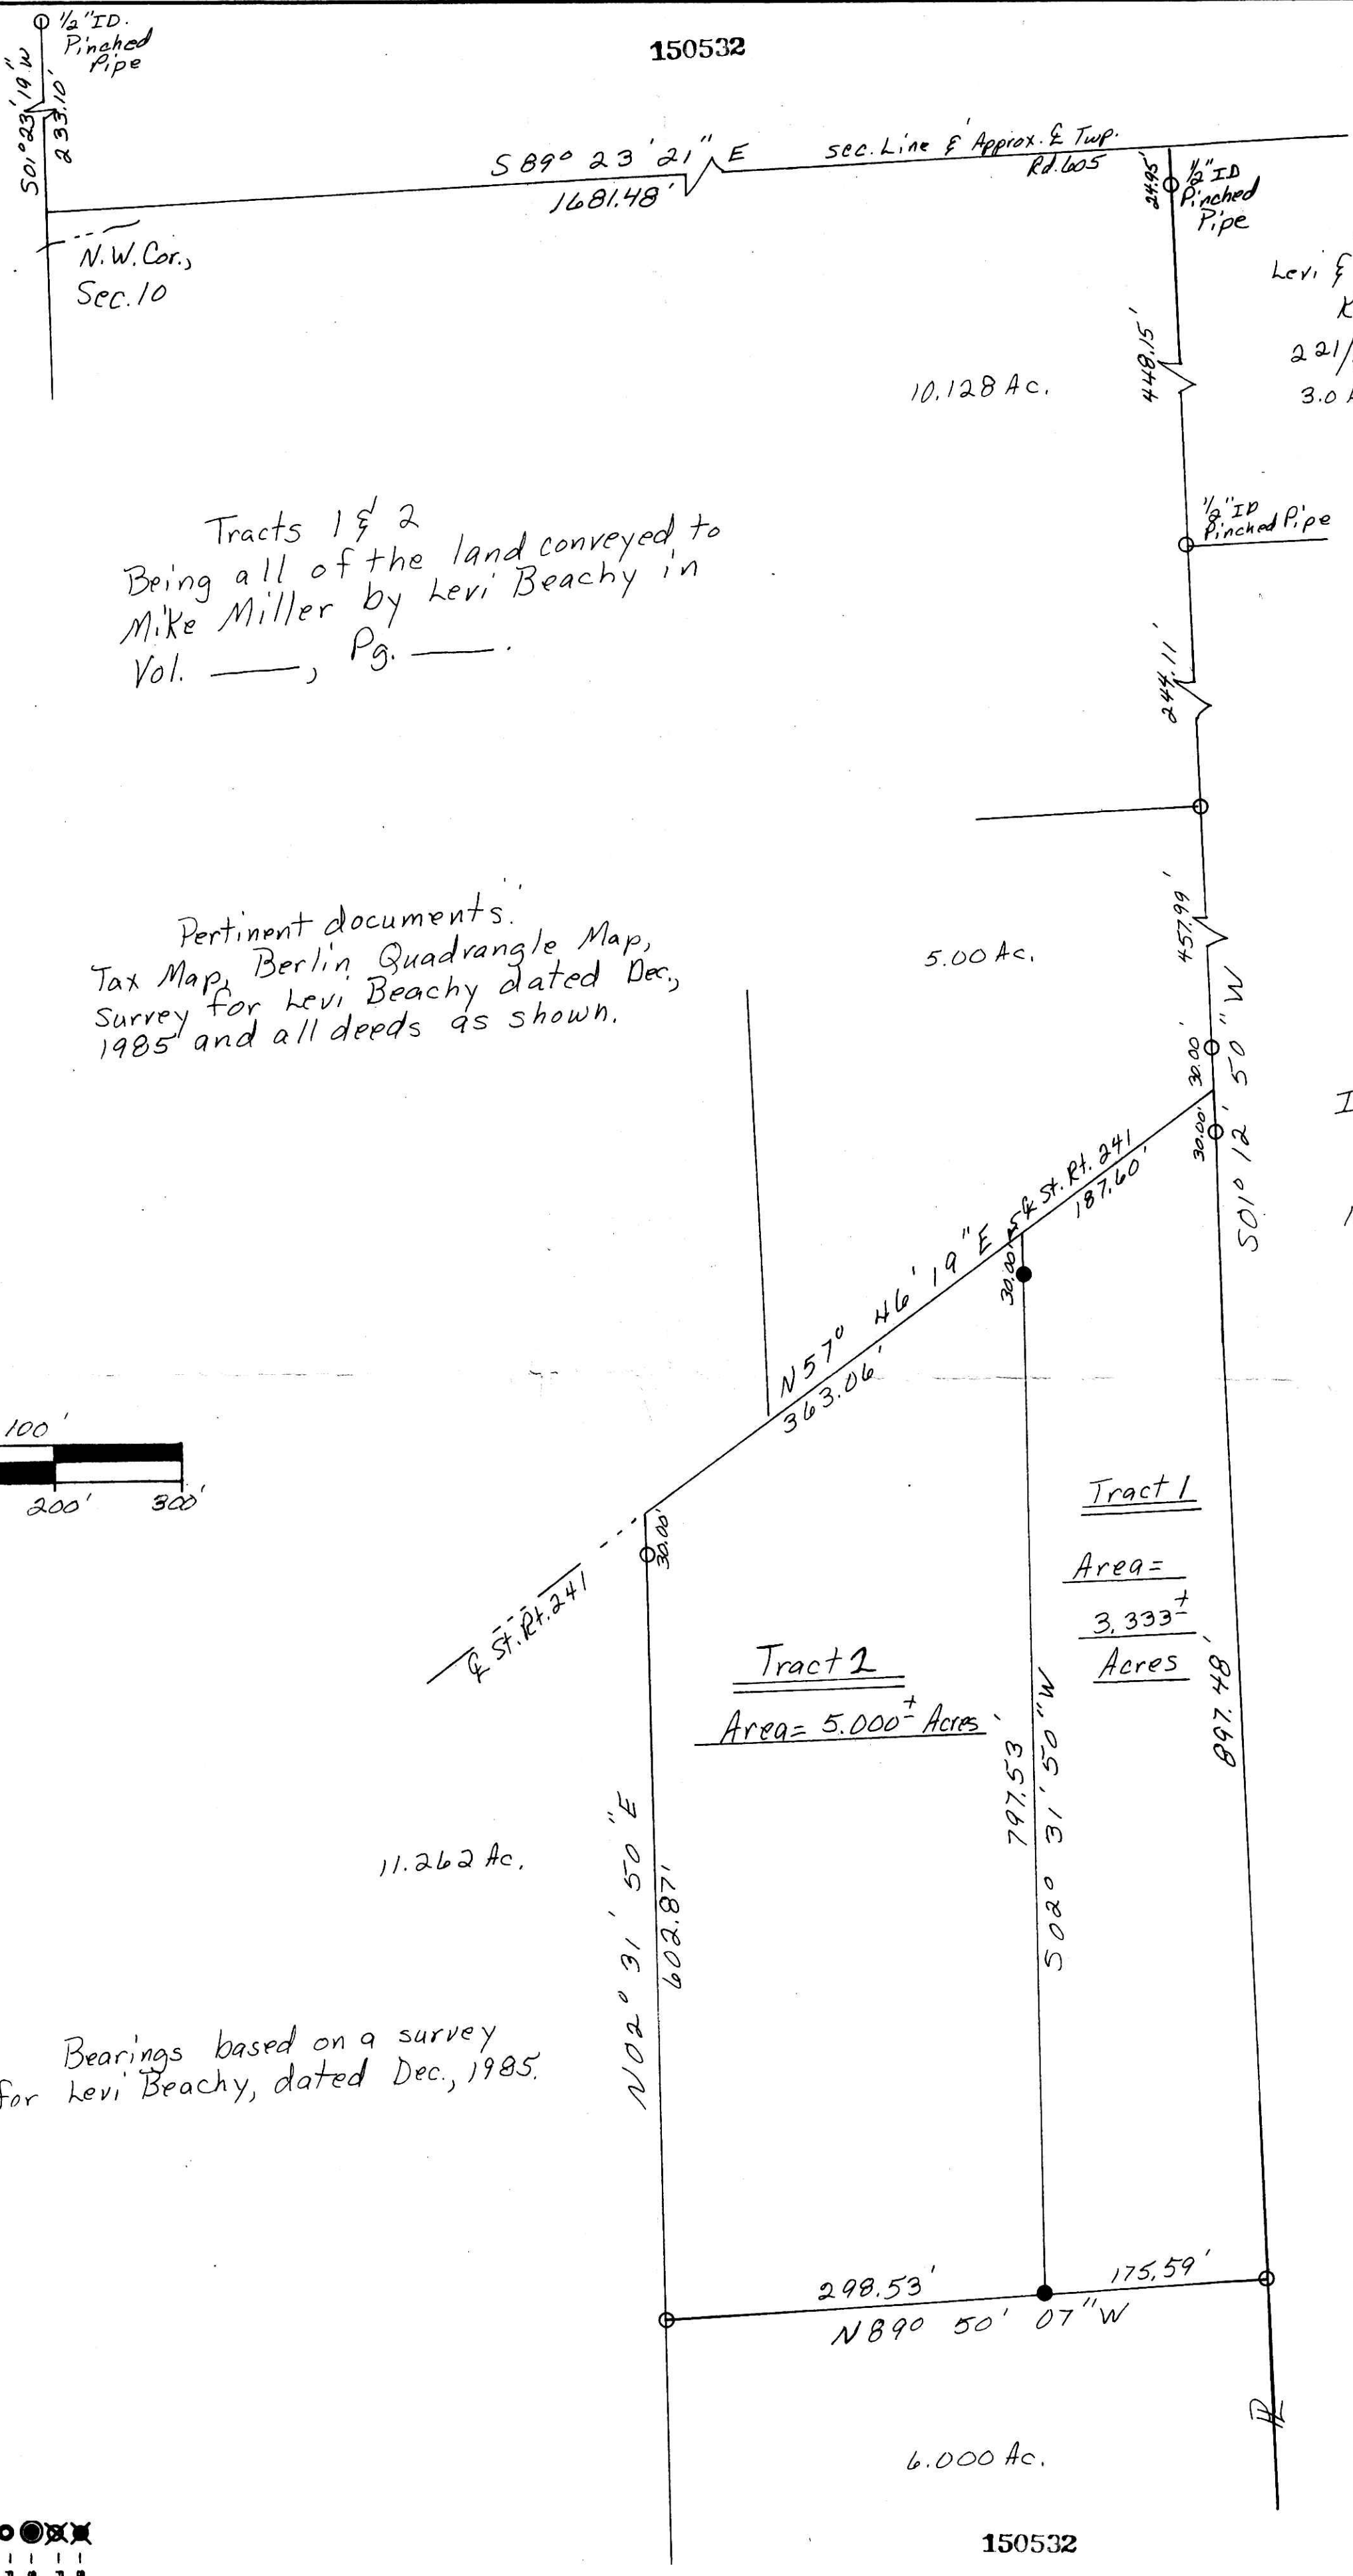 1/2" ID.
Pinched
Pipe
150532
S01° 23' 19" W
233.10'
S 89° 23' 21" E
1681.48'
Sec. Line & Approx. ℄ Twp.
Rd. 605
24.95'
1/2" ID
Pinched
Pipe
N.W. Cor.,
Sec. 10
Levi &
K
221/
3.0
448.15'
10.128 Ac.
1/2" ID
Pinched Pipe
Tracts 1 & 2
Being all of the land conveyed to
Mike Miller by Levi Beachy in
Vol. ___, Pg. ___.
244.11'
Pertinent documents:
Tax Map, Berlin Quadrangle Map,
Survey for Levi Beachy dated Dec.,
1985 and all deeds as shown.
5.00 Ac.
457.99'
30.00'
30.00'
S01° 12' 50" W
℄ St. Rt. 241
187.60'
30.00'
N57° 46' 19" E
363.06'
100'
200' 300'
30.00'
℄ St. Rt. 241
Tract 1
Area=
3.333±
Acres
Tract 2
Area= 5.000± Acres
897.48'
797.53'
S02° 31' 50" W
N02° 31' 50" E
602.87'
11.262 Ac.
Bearings based on a survey
for Levi Beachy, dated Dec., 1985.
298.53'
175.59'
N89° 50' 07" W
PL
6.000 Ac.
150532